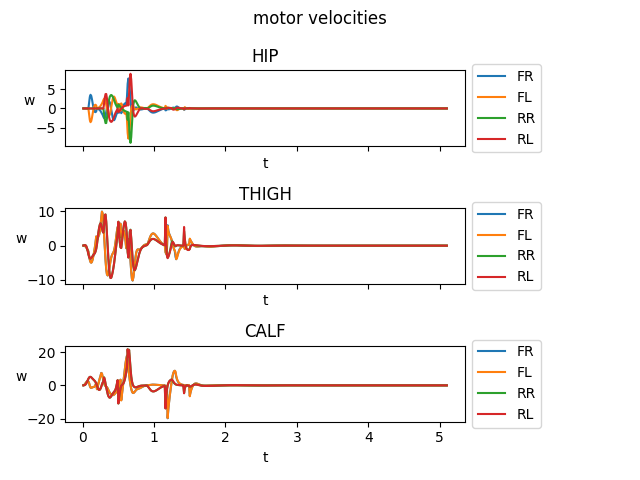 motor velocities
HIP
5
0
−5
w
t
FR
FL
RR
RL
THIGH
10
0
−10
w
t
FR
FL
RR
RL
CALF
20
0
−20
w
0 1 2 3 4 5
t
FR
FL
RR
RL